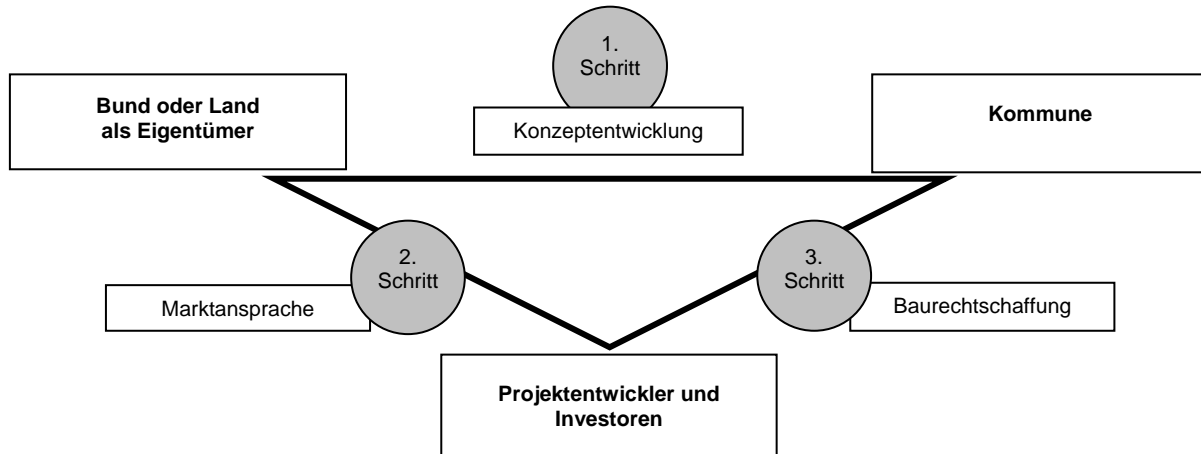 1.
Schritt
Bund oder Land
als Eigentümer
Konzeptentwicklung
Kommune
2.
Schritt
3.
Schritt
Marktansprache
Baurechtschaffung
Projektentwickler und
Investoren